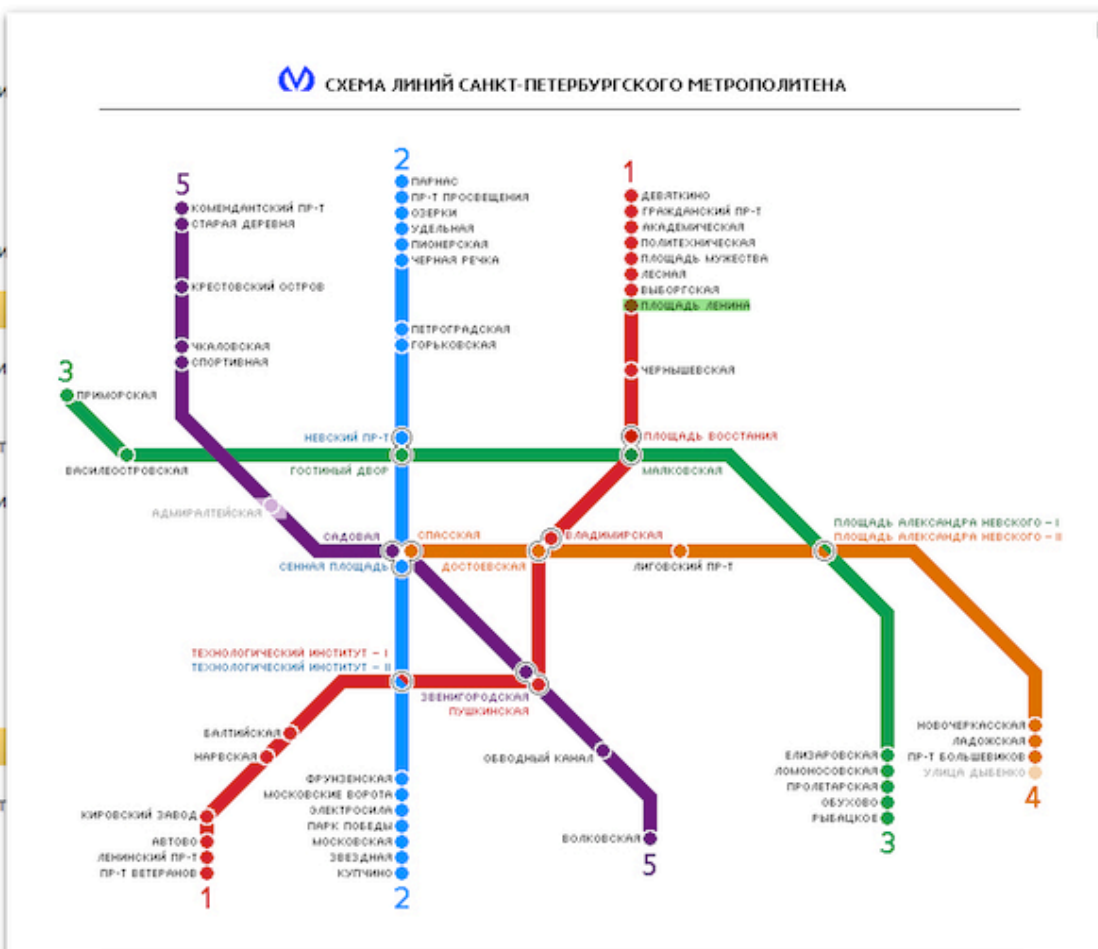 СХЕМА ЛИНИЙ САНКТ-ПЕТЕРБУРГСКОГО МЕТРОПОЛИТЕНА
5
КОМЕНДАНТСКИЙ ПР-Т
СТАРАЯ ДЕРЕВНЯ
КРЕСТОВСКИЙ ОСТРОВ
ЧКАЛОВСКАЯ
СПОРТИВНАЯ
2
ПАРНАС
ПР-Т ПРОСВЕЩЕНИЯ
ОЗЕРКИ
УДЕЛЬНАЯ
ПИОНЕРСКАЯ
ЧЕРНАЯ РЕЧКА
ПЕТРОГРАДСКАЯ
ГОРЬКОВСКАЯ
1
ДЕВЯТКИНО
ГРАЖДАНСКИЙ ПР-Т
АКАДЕМИЧЕСКАЯ
ПОЛИТЕХНИЧЕСКАЯ
ПЛОЩАДЬ МУЖЕСТВА
ЛЕСНАЯ
ВЫБОРГСКАЯ
ПЛОЩАДЬ ЛЕНИНА
ЧЕРНЫШЕВСКАЯ
3
ПРИМОРСКАЯ
ВАСИЛЕОСТРОВСКАЯ
НЕВСКИЙ ПР-Т
ГОСТИНЫЙ ДВОР
ПЛОЩАДЬ ВОССТАНИЯ
МАЯКОВСКАЯ
АДМИРАЛТЕЙСКАЯ
САДОВАЯ
СПАССКАЯ
СЕННАЯ ПЛОЩАДЬ
ВЛАДИМИРСКАЯ
ДОСТОЕВСКАЯ
ЛИГОВСКИЙ ПР-Т
ПЛОЩАДЬ АЛЕКСАНДРА НЕВСКОГО – I
ПЛОЩАДЬ АЛЕКСАНДРА НЕВСКОГО – II
ТЕХНОЛОГИЧЕСКИЙ ИНСТИТУТ – I
ТЕХНОЛОГИЧЕСКИЙ ИНСТИТУТ – II
ЗВЕНИГОРОДСКАЯ
ПУШКИНСКАЯ
БАЛТИЙСКАЯ
НАРВСКАЯ
КИРОВСКИЙ ЗАВОД
АВТОВО
ЛЕНИНСКИЙ ПР-Т
ПР-Т ВЕТЕРАНОВ
1
ФРУНЗЕНСКАЯ
МОСКОВСКИЕ ВОРОТА
ЭЛЕКТРОСИЛА
ПАРК ПОБЕДЫ
МОСКОВСКАЯ
ЗВЕЗДНАЯ
КУПЧИНО
2
ОБВОДНЫЙ КАНАЛ
ВОЛКОВСКАЯ
5
ЕЛИЗАРОВСКАЯ
ЛОМОНОСОВСКАЯ
ПРОЛЕТАРСКАЯ
ОБУХОВО
РЫБАЦКОЕ
3
НОВОЧЕРКАССКАЯ
ЛАДОЖСКАЯ
ПР-Т БОЛЬШЕВИКОВ
УЛИЦА ДЫБЕНКО
4